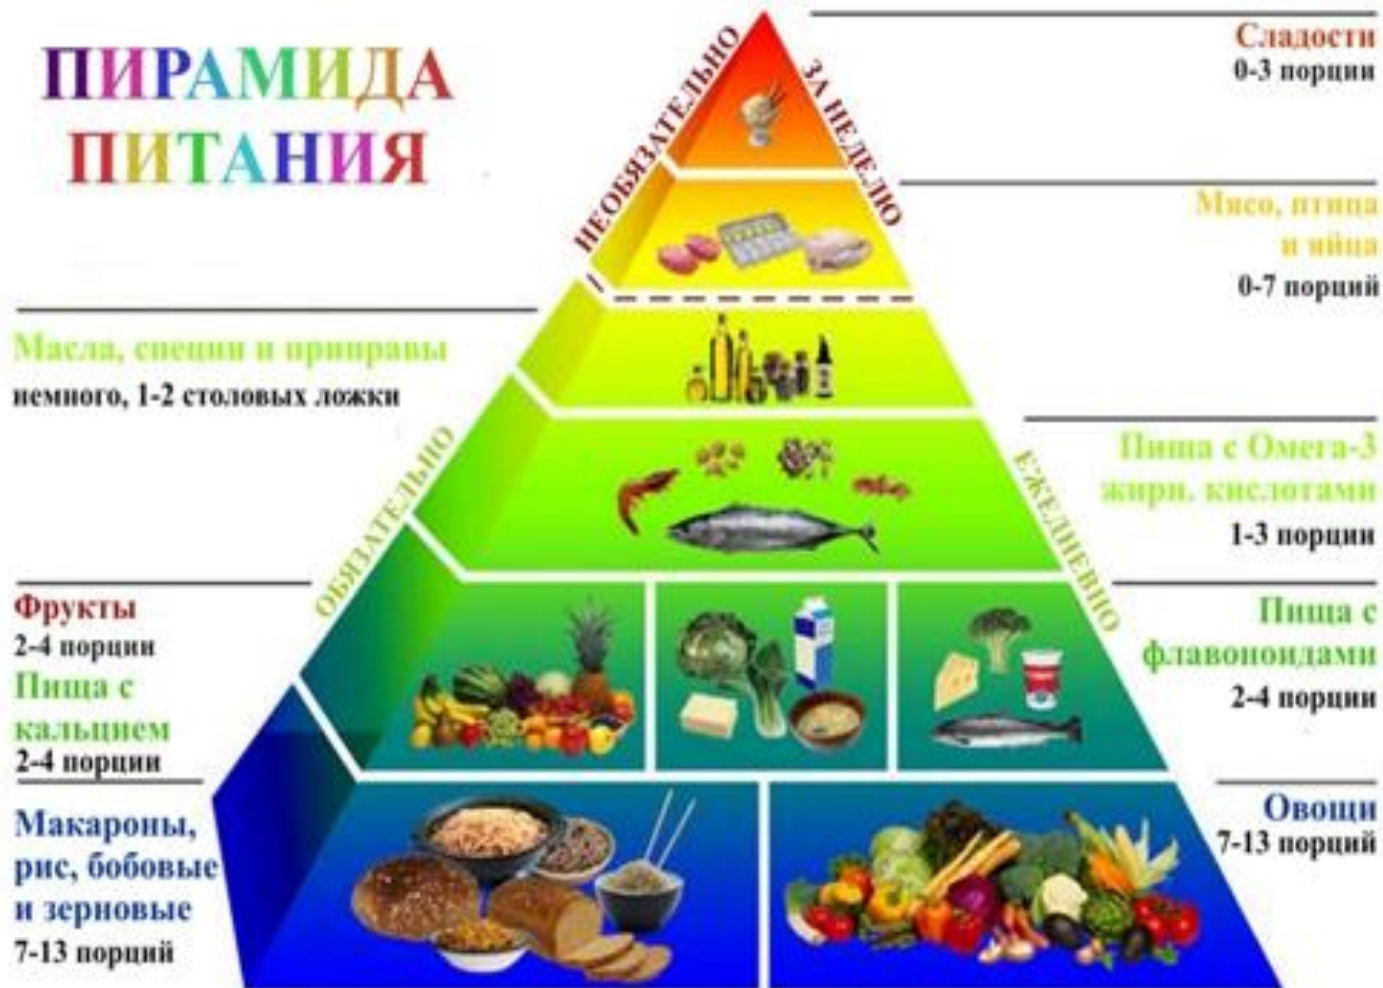 ПИРАМИДА
ПИТАНИЯ
НЕОБЯЗАТЕЛЬНО
ЗА НЕДЕЛЮ
Сладости
0-3 порции
Мясо, птица
и яйца
0-7 порций
Масла, специи и приправы
немного, 1-2 столовых ложки
ОБЯЗАТЕЛЬНО
ЕЖЕДНЕВНО
Пища с Омега-3
жирн. кислотами
1-3 порции
Фрукты
2-4 порции
Пища с
кальцием
2-4 порции
Пища с
флавоноидами
2-4 порции
Макароны,
рис, бобовые
и зерновые
7-13 порций
Овощи
7-13 порций